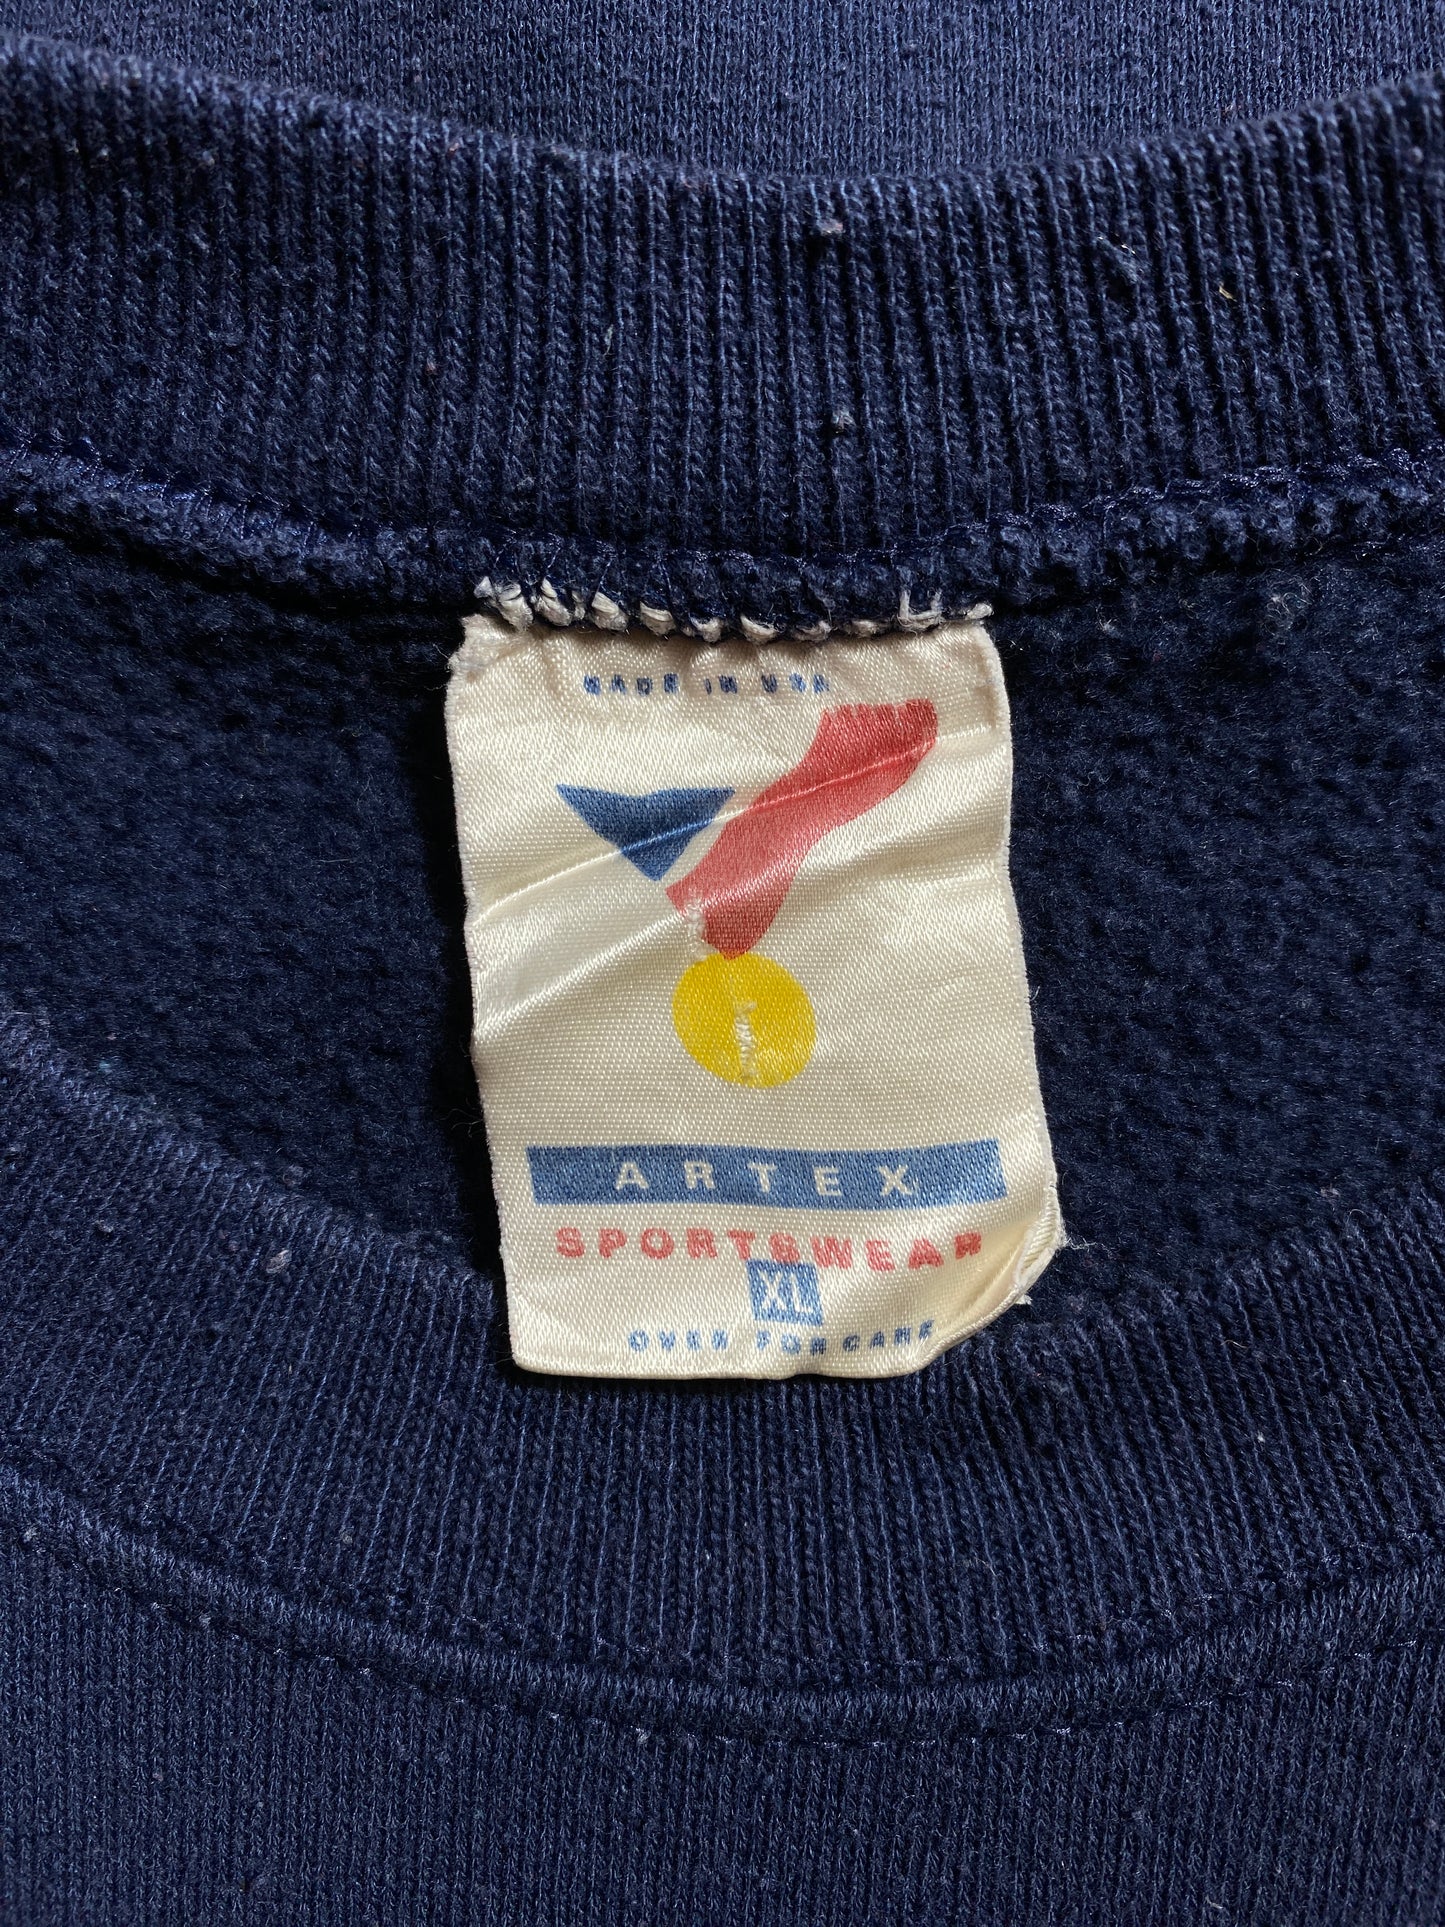 MADE IN USA
ARTEX
SPORTSWEAR
XL
OVER FOR CARE